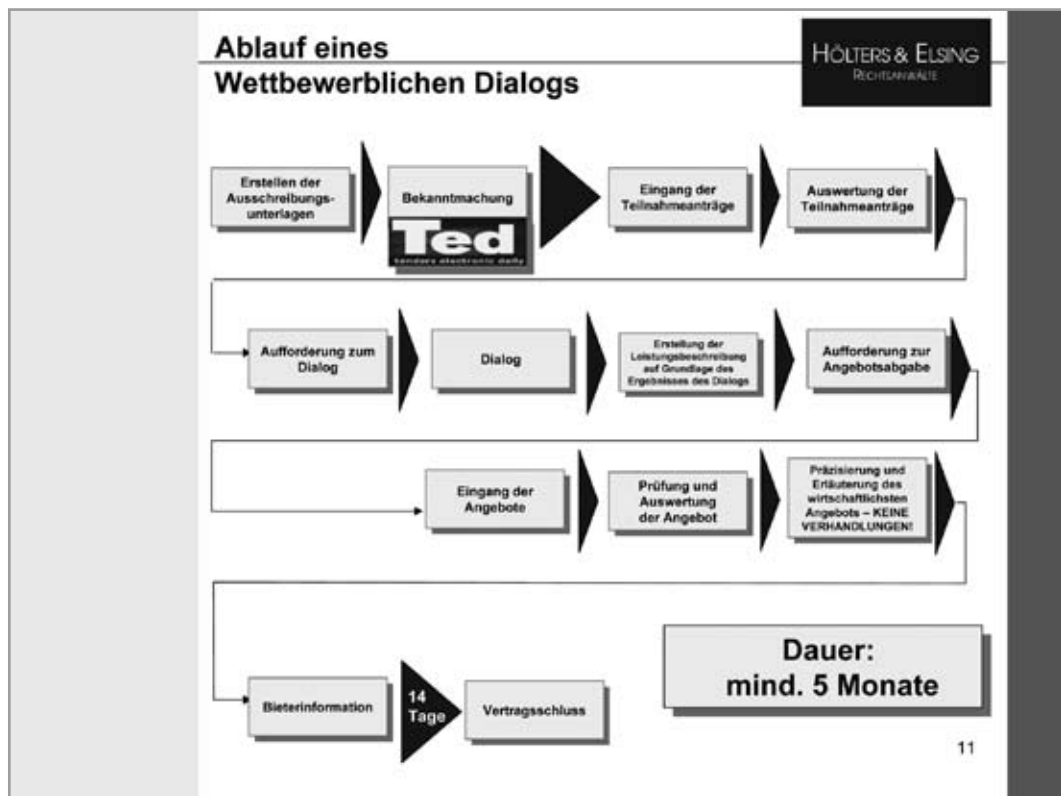 Ablauf eines
Wettbewerblichen Dialogs
HÖLTERS & ELSING
RECHTSANWÄLTE
Erstellen der
Ausschreibungs-
unterlagen
Bekanntmachung
Ted
tenders electronic daily
Eingang der
Teilnahmeanträge
Auswertung der
Teilnahmeanträge
Aufforderung zum
Dialog
Dialog
Erstellung der
Leistungsbeschreibung
auf Grundlage des
Ergebnisses des Dialogs
Aufforderung zur
Angebotsabgabe
Eingang der
Angebote
Prüfung und
Auswertung
der Angebot
Präzisierung und
Erläuterung des
wirtschaftlichsten
Angebots – KEINE
VERHANDLUNGEN!
Bieterinformation
14
Tage
Vertragsschluss
Dauer:
mind. 5 Monate
11